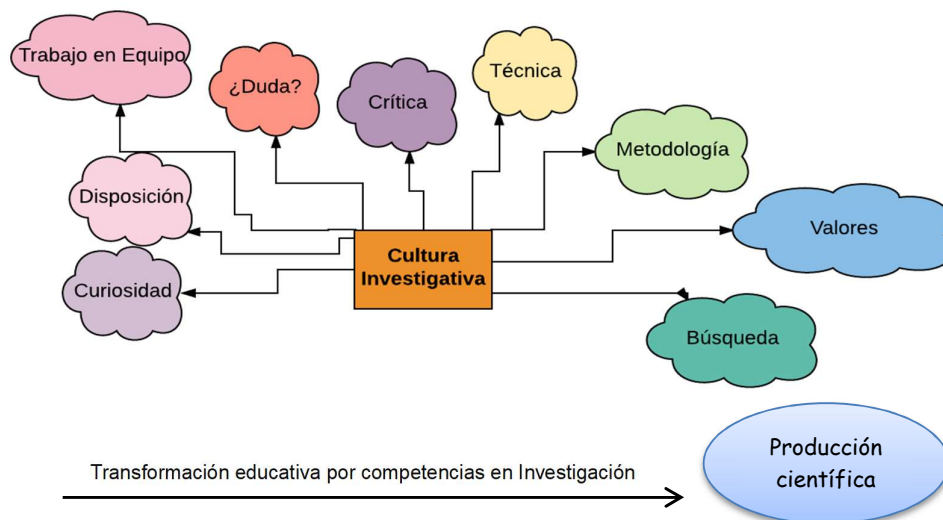 Trabajo en Equipo
¿Duda?
Crítica
Técnica
Metodología
Disposición
Valores
Cultura
Investigativa
Curiosidad
Búsqueda
Producción
científica
Transformación educativa por competencias en Investigación